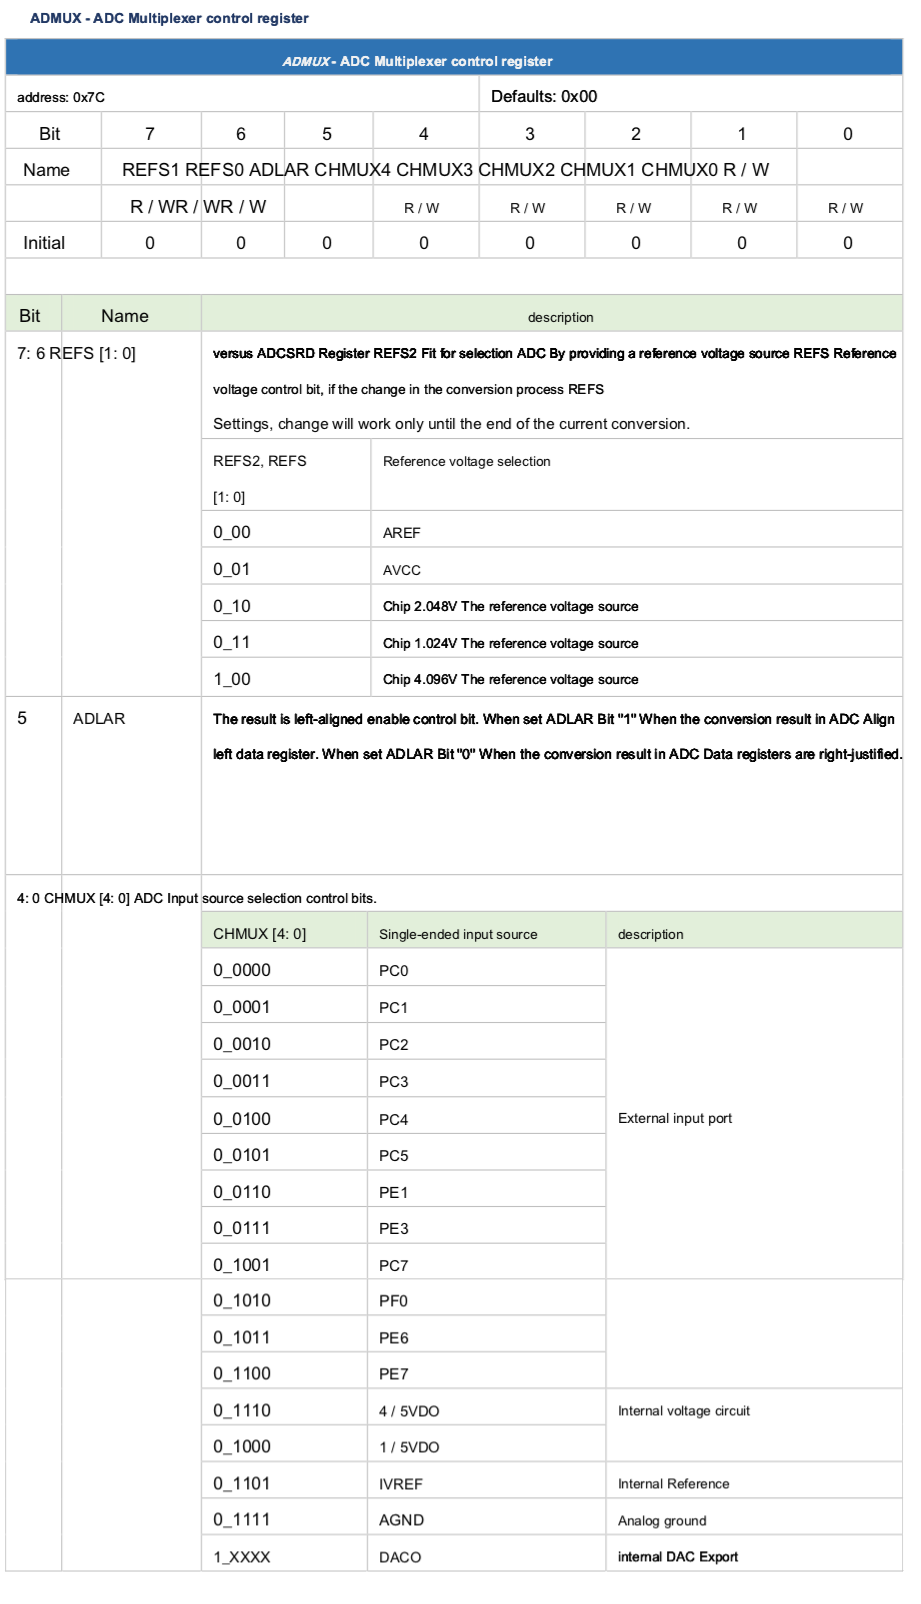 ADMUX - ADC Multiplexer control register
ADMUX - ADC Multiplexer control register
address: 0x7C Defaults: 0x00
Bit 7 6 5 4 3 2 1 0
Name REFS1 REFS0 ADLAR CHMUX4 CHMUX3 CHMUX2 CHMUX1 CHMUX0 R / W
R / WR / WR / W R / W R / W R / W R / W R / W
Initial 0 0 0 0 0 0 0 0
Bit Name description
7: 6 REFS [1: 0] versus ADCSRD Register REFS2 Fit for selection ADC By providing a reference voltage source REFS Reference
voltage control bit, if the change in the conversion process REFS
Settings, change will work only until the end of the current conversion.
REFS2, REFS Reference voltage selection
[1: 0]
0_00 AREF
0_01 AVCC
0_10 Chip 2.048V The reference voltage source
0_11 Chip 1.024V The reference voltage source
1_00 Chip 4.096V The reference voltage source
5 ADLAR The result is left-aligned enable control bit. When set ADLAR Bit "1" When the conversion result in ADC Align
left data register. When set ADLAR Bit "0" When the conversion result in ADC Data registers are right-justified.
4: 0 CHMUX [4: 0] ADC Input source selection control bits.
CHMUX [4: 0] Single-ended input source description
0_0000 PC0
0_0001 PC1
0_0010 PC2
0_0011 PC3
0_0100 PC4 External input port
0_0101 PC5
0_0110 PE1
0_0111 PE3
0_1001 PC7
0_1010 PF0
0_1011 PE6
0_1100 PE7
0_1110 4 / 5VDO Internal voltage circuit
0_1000 1 / 5VDO
0_1101 IVREF Internal Reference
0_1111 AGND Analog ground
1_XXXX DACO internal DAC Export